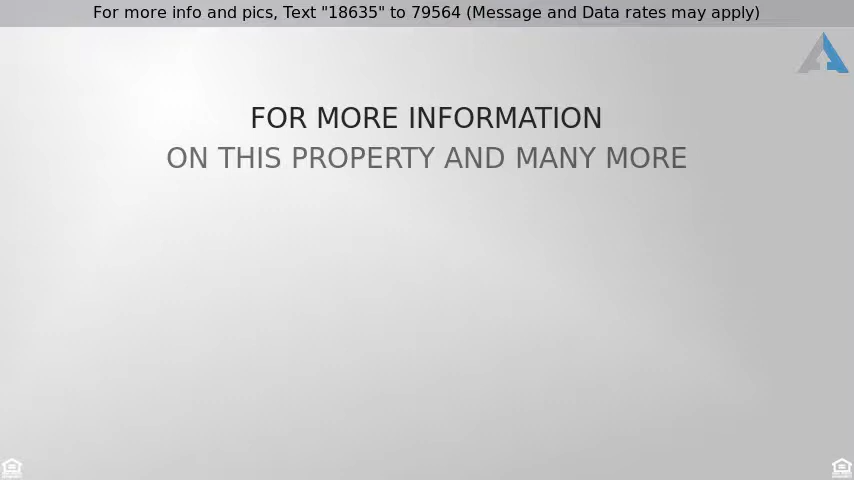 For more info and pics, Text "18635" to 79564 (Message and Data rates may apply)
FOR MORE INFORMATION
ON THIS PROPERTY AND MANY MORE